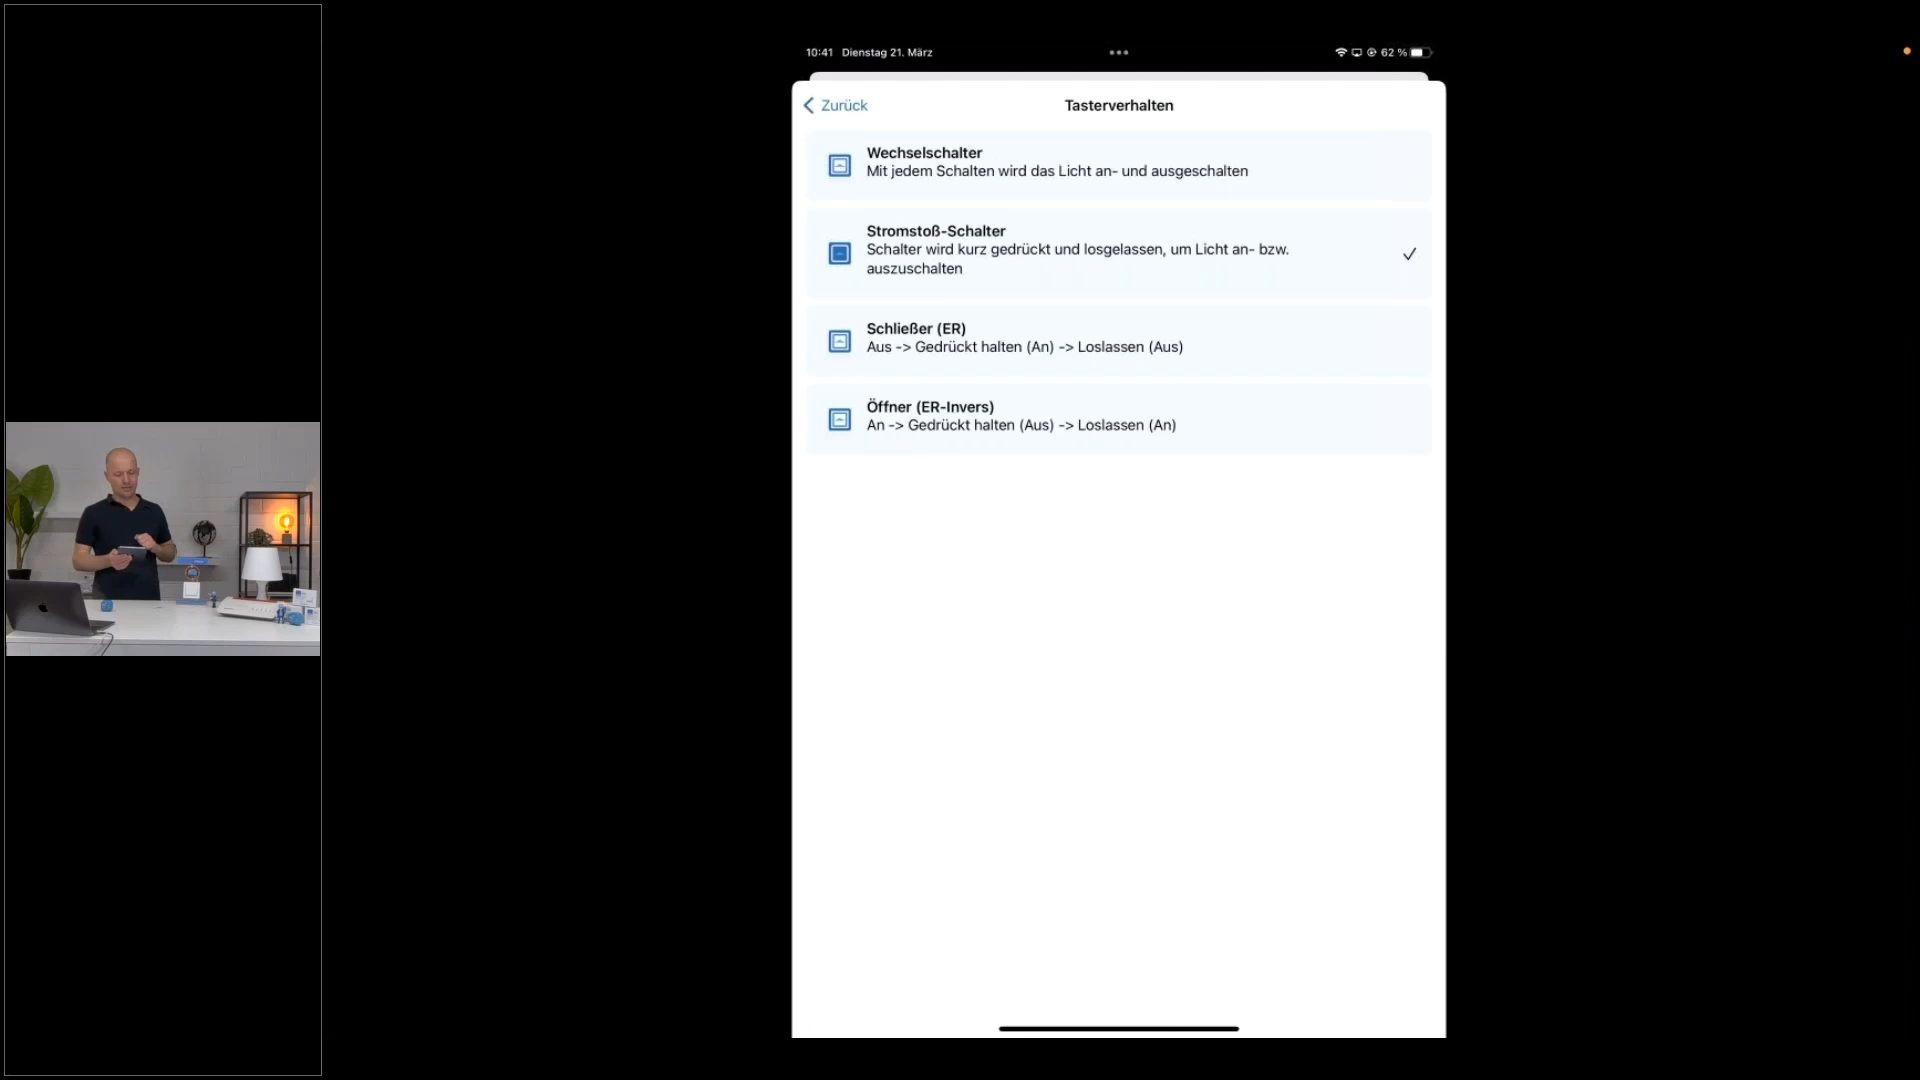 10:41 Dienstag 21. März
62 %
Zurück
Tasterverhalten
Wechselschalter
Mit jedem Schalten wird das Licht an- und ausgeschalten
Stromstoß-Schalter
Schalter wird kurz gedrückt und losgelassen, um Licht an- bzw.
auszuschalten
Schließer (ER)
Aus -> Gedrückt halten (An) -> Loslassen (Aus)
Öffner (ER-Invers)
An -> Gedrückt halten (Aus) -> Loslassen (An)